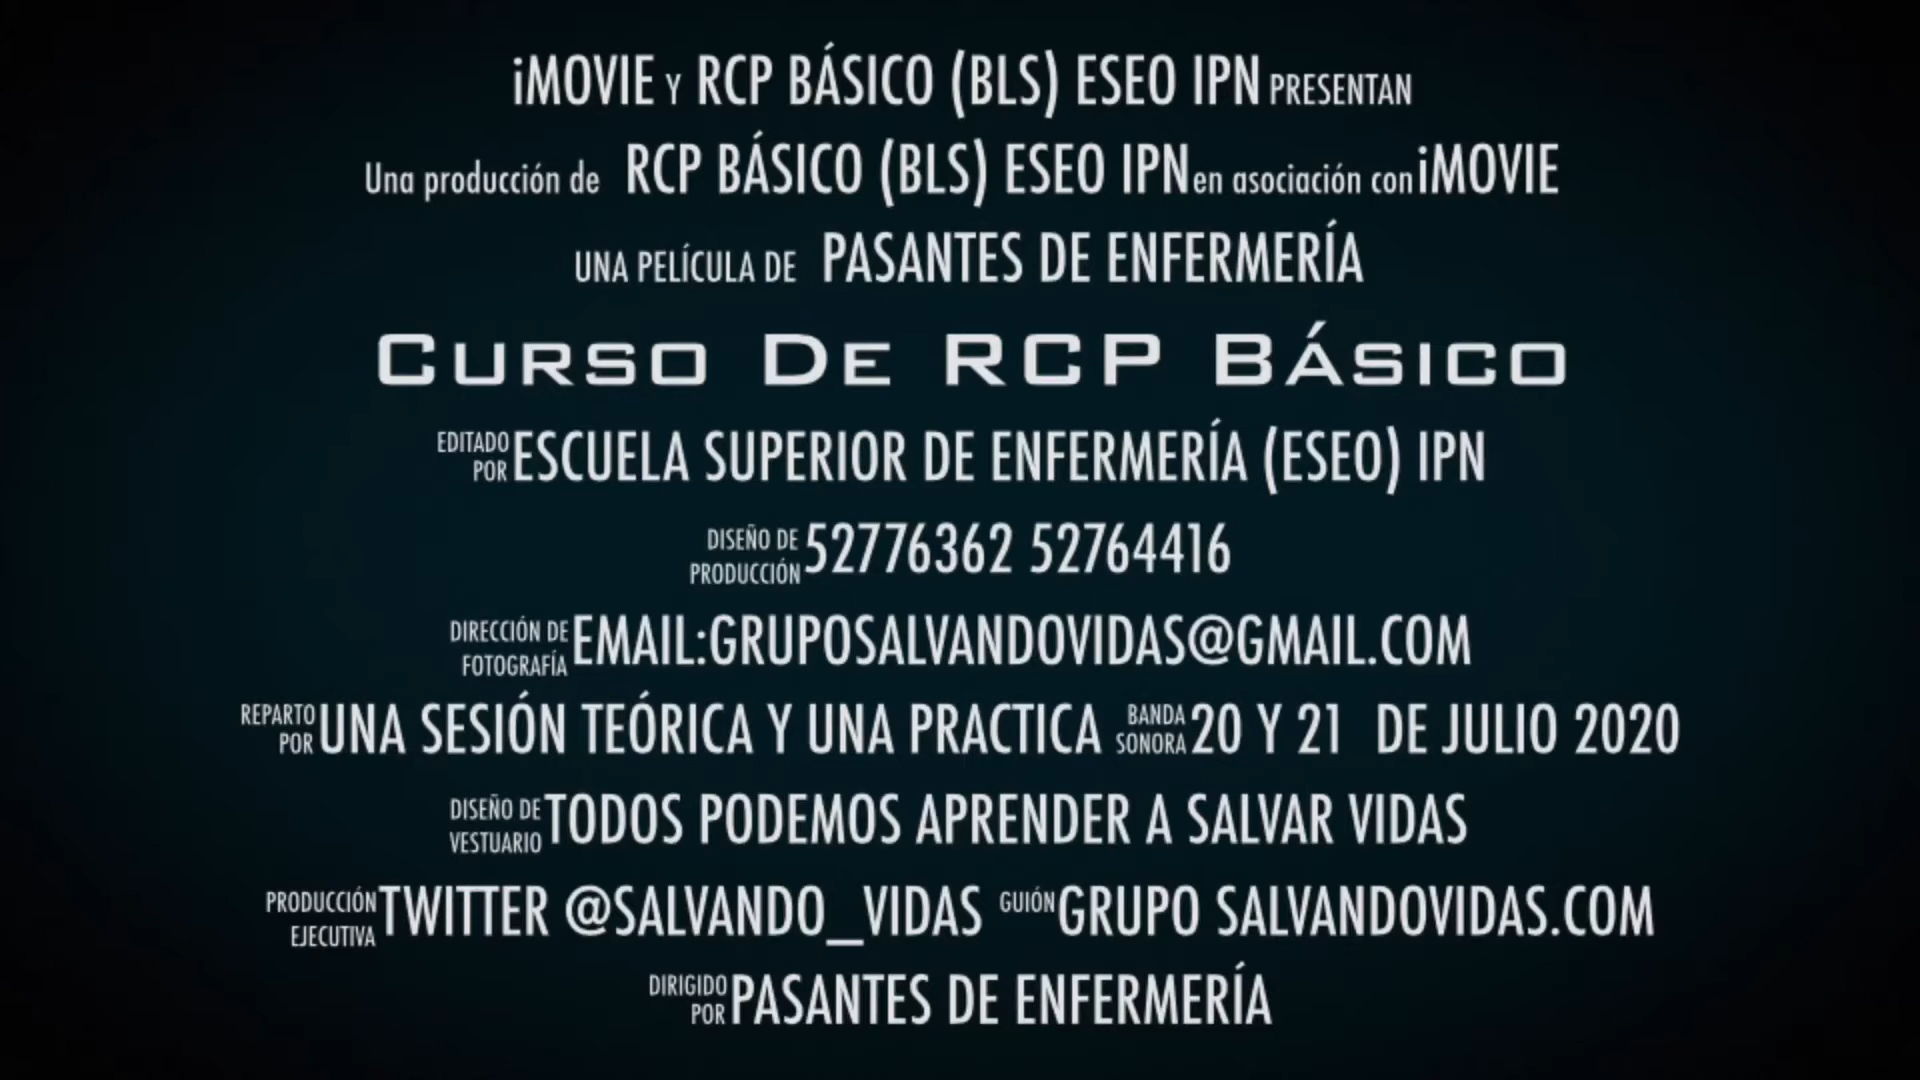 iMOVIE Y RCP BÁSICO (BLS) ESEO IPN PRESENTAN
Una producción de RCP BÁSICO (BLS) ESEO IPN en asociación con iMOVIE
UNA PELÍCULA DE PASANTES DE ENFERMERÍA
CURSO DE RCP BÁSICO
EDITADO POR ESCUELA SUPERIOR DE ENFERMERÍA (ESEO) IPN
DISEÑO DE PRODUCCIÓN 52776362 52764416
DIRECCIÓN DE FOTOGRAFÍA EMAIL:GRUPOSALVANDOVIDAS@GMAIL.COM
REPARTO POR UNA SESIÓN TEÓRICA Y UNA PRACTICA BANDA SONORA 20 Y 21 DE JULIO 2020
DISEÑO DE VESTUARIO TODOS PODEMOS APRENDER A SALVAR VIDAS
PRODUCCIÓN EJECUTIVA TWITTER @SALVANDO_VIDAS GUIÓN GRUPO SALVANDOVIDAS.COM
DIRIGIDO POR PASANTES DE ENFERMERÍA